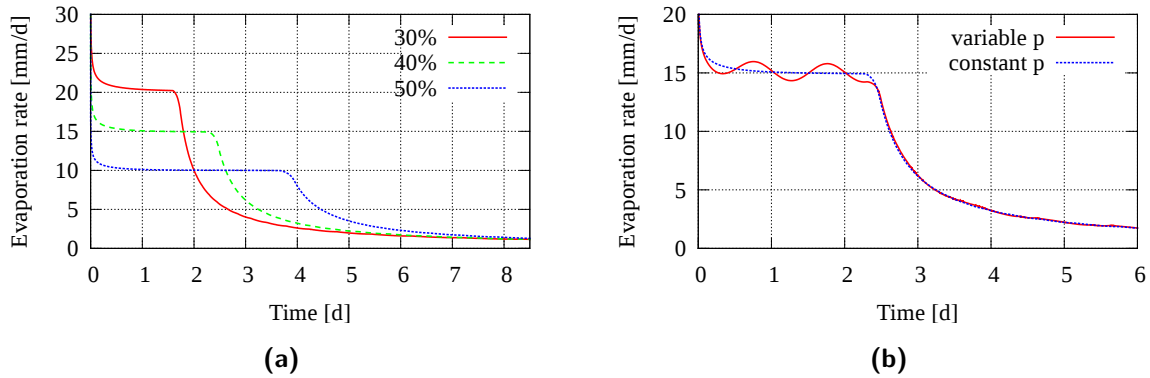 Evaporation rate [mm/d]
30
25
20
15
10
5
0
30%
40%
50%
0 1 2 3 4 5 6 7 8
Time [d]
(a)
Evaporation rate [mm/d]
20
15
10
5
0
variable p
constant p
0 1 2 3 4 5 6
Time [d]
(b)